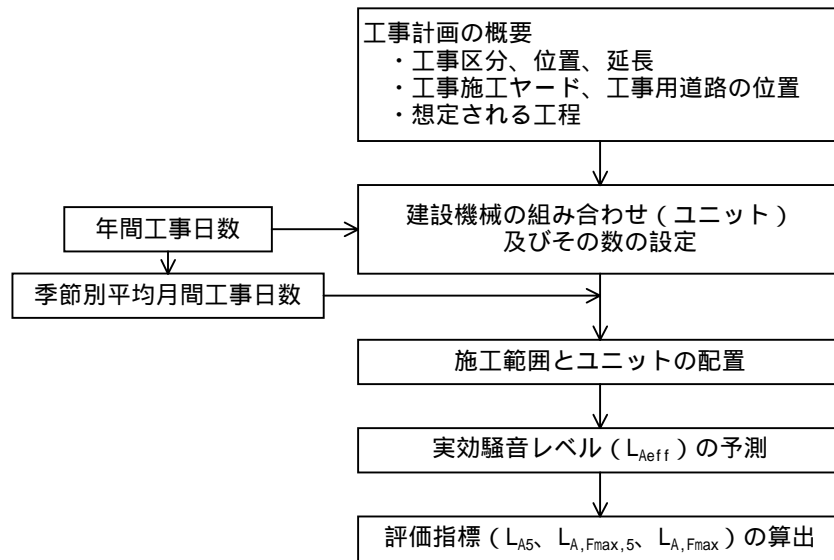 工事計画の概要
・工事区分、位置、延長
・工事施工ヤード、工事用道路の位置
・想定される工程
年間工事日数
建設機械の組み合わせ（ユニット）
及びその数の設定
季節別平均月間工事日数
施工範囲とユニットの配置
実効騒音レベル（LAeff）の予測
評価指標（LA5、LA,Fmax,5、LA,Fmax）の算出